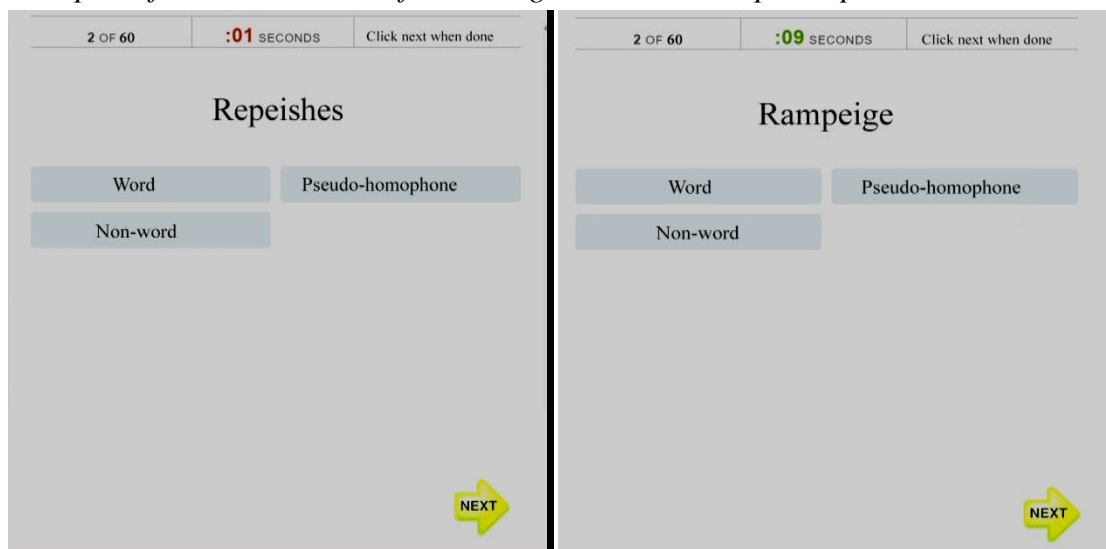 2 OF 60 :01 SECONDS Click next when done
Repeishes
Word Pseudo-homophone
Non-word
NEXT
2 OF 60 :09 SECONDS Click next when done
Rampeige
Word Pseudo-homophone
Non-word
NEXT